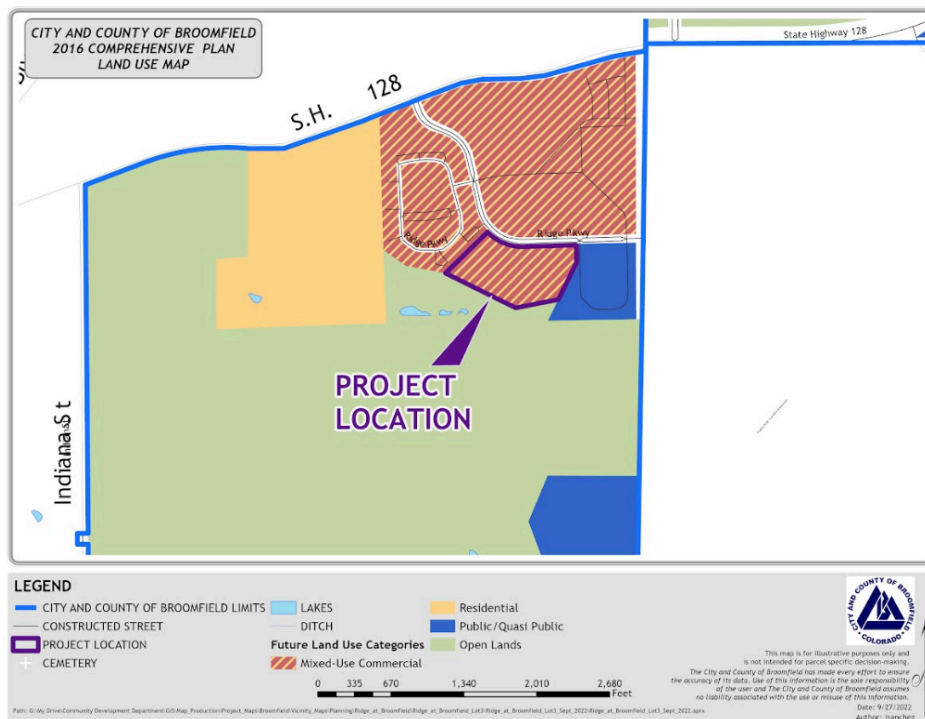 CITY AND COUNTY OF BROOMFIELD
2016 COMPREHENSIVE PLAN
LAND USE MAP
State Highway 128
S.H. 128
Ridge Pkwy
Ridge Pkwy
PROJECT
LOCATION
Indiana St
LEGEND
CITY AND COUNTY OF BROOMFIELD LIMITS
CONSTRUCTED STREET
PROJECT LOCATION
CEMETERY
LAKES
DITCH
Future Land Use Categories
Mixed-Use Commercial
Residential
Public/Quasi Public
Open Lands
0 335 670 1,340 2,010 2,680
Feet
CITY AND COUNTY OF BROOMFIELD
COLORADO
This map is for illustrative purposes only and
is not intended for parcel specific decision-making.
The City and County of Broomfield has made every effort to ensure
the accuracy of its data. Use of this information is the sole responsibility
of the user and The City and County of Broomfield assumes
no liability associated with the use or misuse of this information.
Date: 9/27/2022
Author: lsanchez